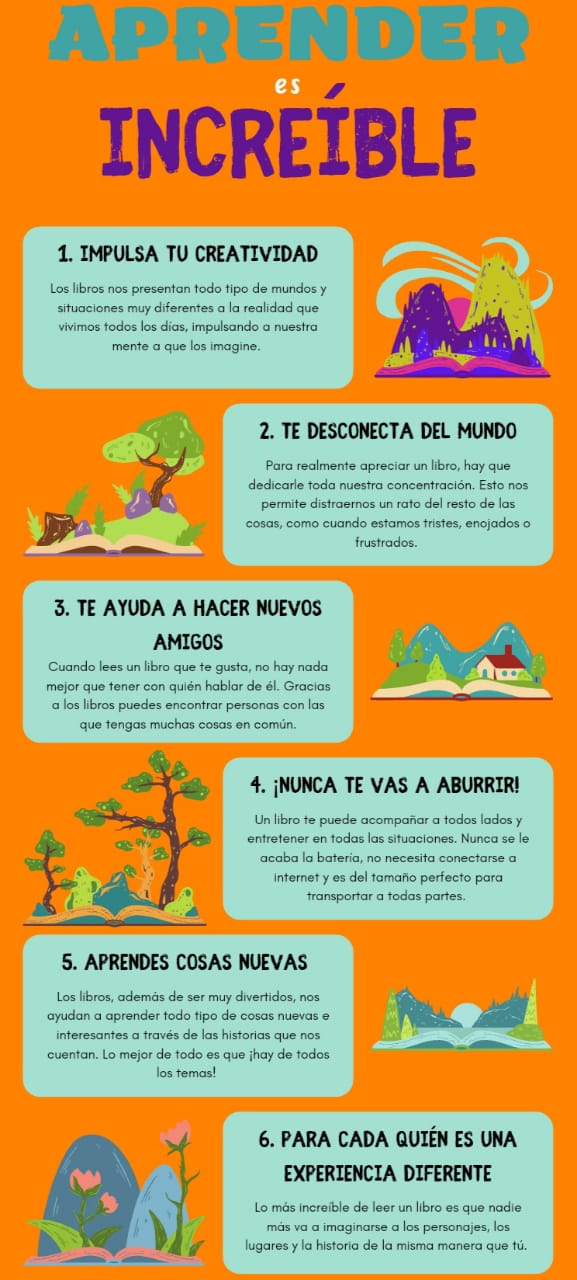 APRENDER
es
INCREÍBLE
1. IMPULSA TU CREATIVIDAD
Los libros nos presentan todo tipo de mundos y
situaciones muy diferentes a la realidad que
vivimos todos los días, impulsando a nuestra
mente a que los imagine.
2. TE DESCONECTA DEL MUNDO
Para realmente apreciar un libro, hay que
dedicarle toda nuestra concentración. Esto nos
permite distraernos un rato del resto de las
cosas, como cuando estamos tristes, enojados o
frustrados.
3. TE AYUDA A HACER NUEVOS
AMIGOS
Cuando lees un libro que te gusta, no hay nada
mejor que tener con quién hablar de él. Gracias
a los libros puedes encontrar personas con las
que tengas muchas cosas en común.
4. ¡NUNCA TE VAS A ABURRIR!
Un libro te puede acompañar a todos lados y
entretener en todas las situaciones. Nunca se le
acaba la batería, no necesita conectarse a
internet y es del tamaño perfecto para
transportar a todas partes.
5. APRENDES COSAS NUEVAS
Los libros, además de ser muy divertidos, nos
ayudan a aprender todo tipo de cosas nuevas e
interesantes a través de las historias que nos
cuentan. Lo mejor de todo es que ¡hay de todos
los temas!
6. PARA CADA QUIÉN ES UNA
EXPERIENCIA DIFERENTE
Lo más increíble de leer un libro es que nadie
más va a imaginarse a los personajes, los
lugares y la historia de la misma manera que tú.